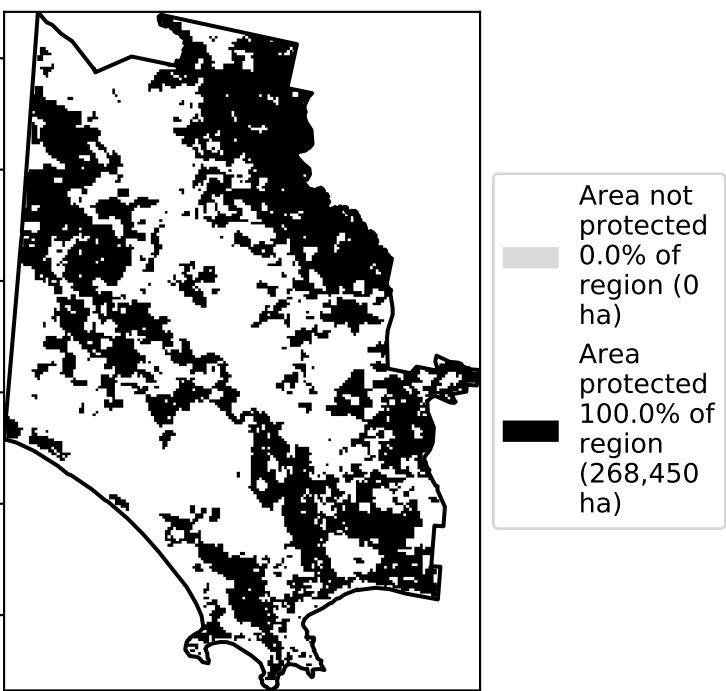 Area not
protected
0.0% of
region (0
ha)
Area
protected
100.0% of
region
(268,450
ha)